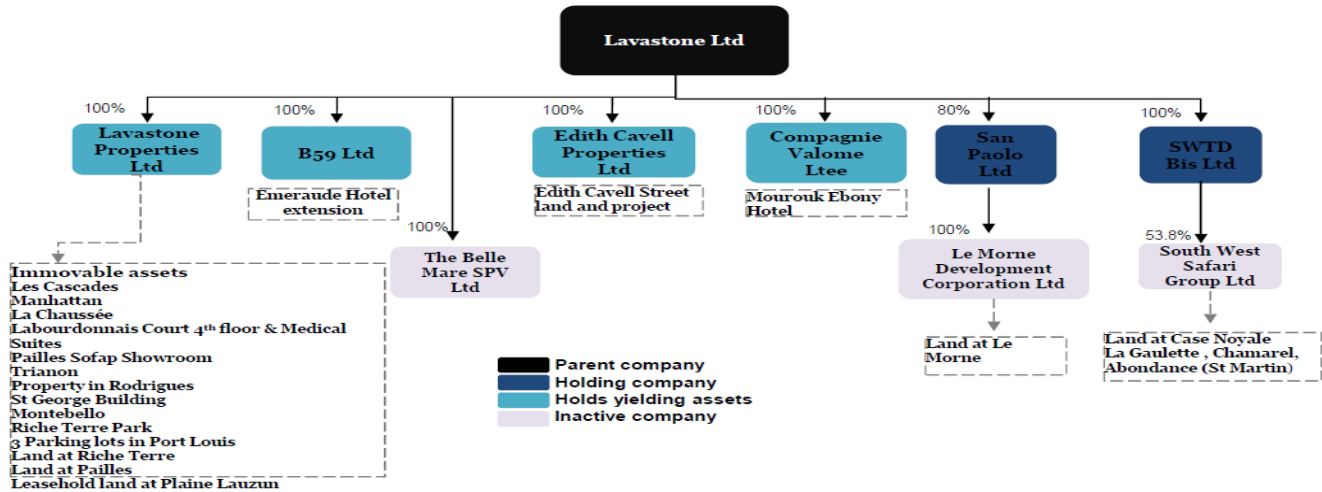 Lavastone Ltd
100%
100%
100%
100%
80%
100%
Lavastone
Properties
Ltd
B59 Ltd
Edith Cavell
Properties
Ltd
Compagnie
Valome
Ltee
San
Paolo
Ltd
SWTD
Bis Ltd
Emeraude Hotel
extension
Edith Cavell Street
land and project
Mourouk Ebony
Hotel
100%
100%
53.8%
The Belle
Mare SPV
Ltd
Le Morne
Development
Corporation Ltd
South West
Safari
Group Ltd
Immovable assets
Les Cascades
Manhattan
La Chaussée
Labourdonnais Court 4th floor & Medical
Suites
Pailles Sofap Showroom
Trianon
Property in Rodrigues
St George Building
Montebello
Riche Terre Park
3 Parking lots in Port Louis
Land at Riche Terre
Land at Pailles
Leasehold land at Plaine Lauzun
Land at Le
Morne
Land at Case Noyale
La Gaulette , Chamarel,
Abondance (St Martin)
Parent company
Holding company
Holds yielding assets
Inactive company